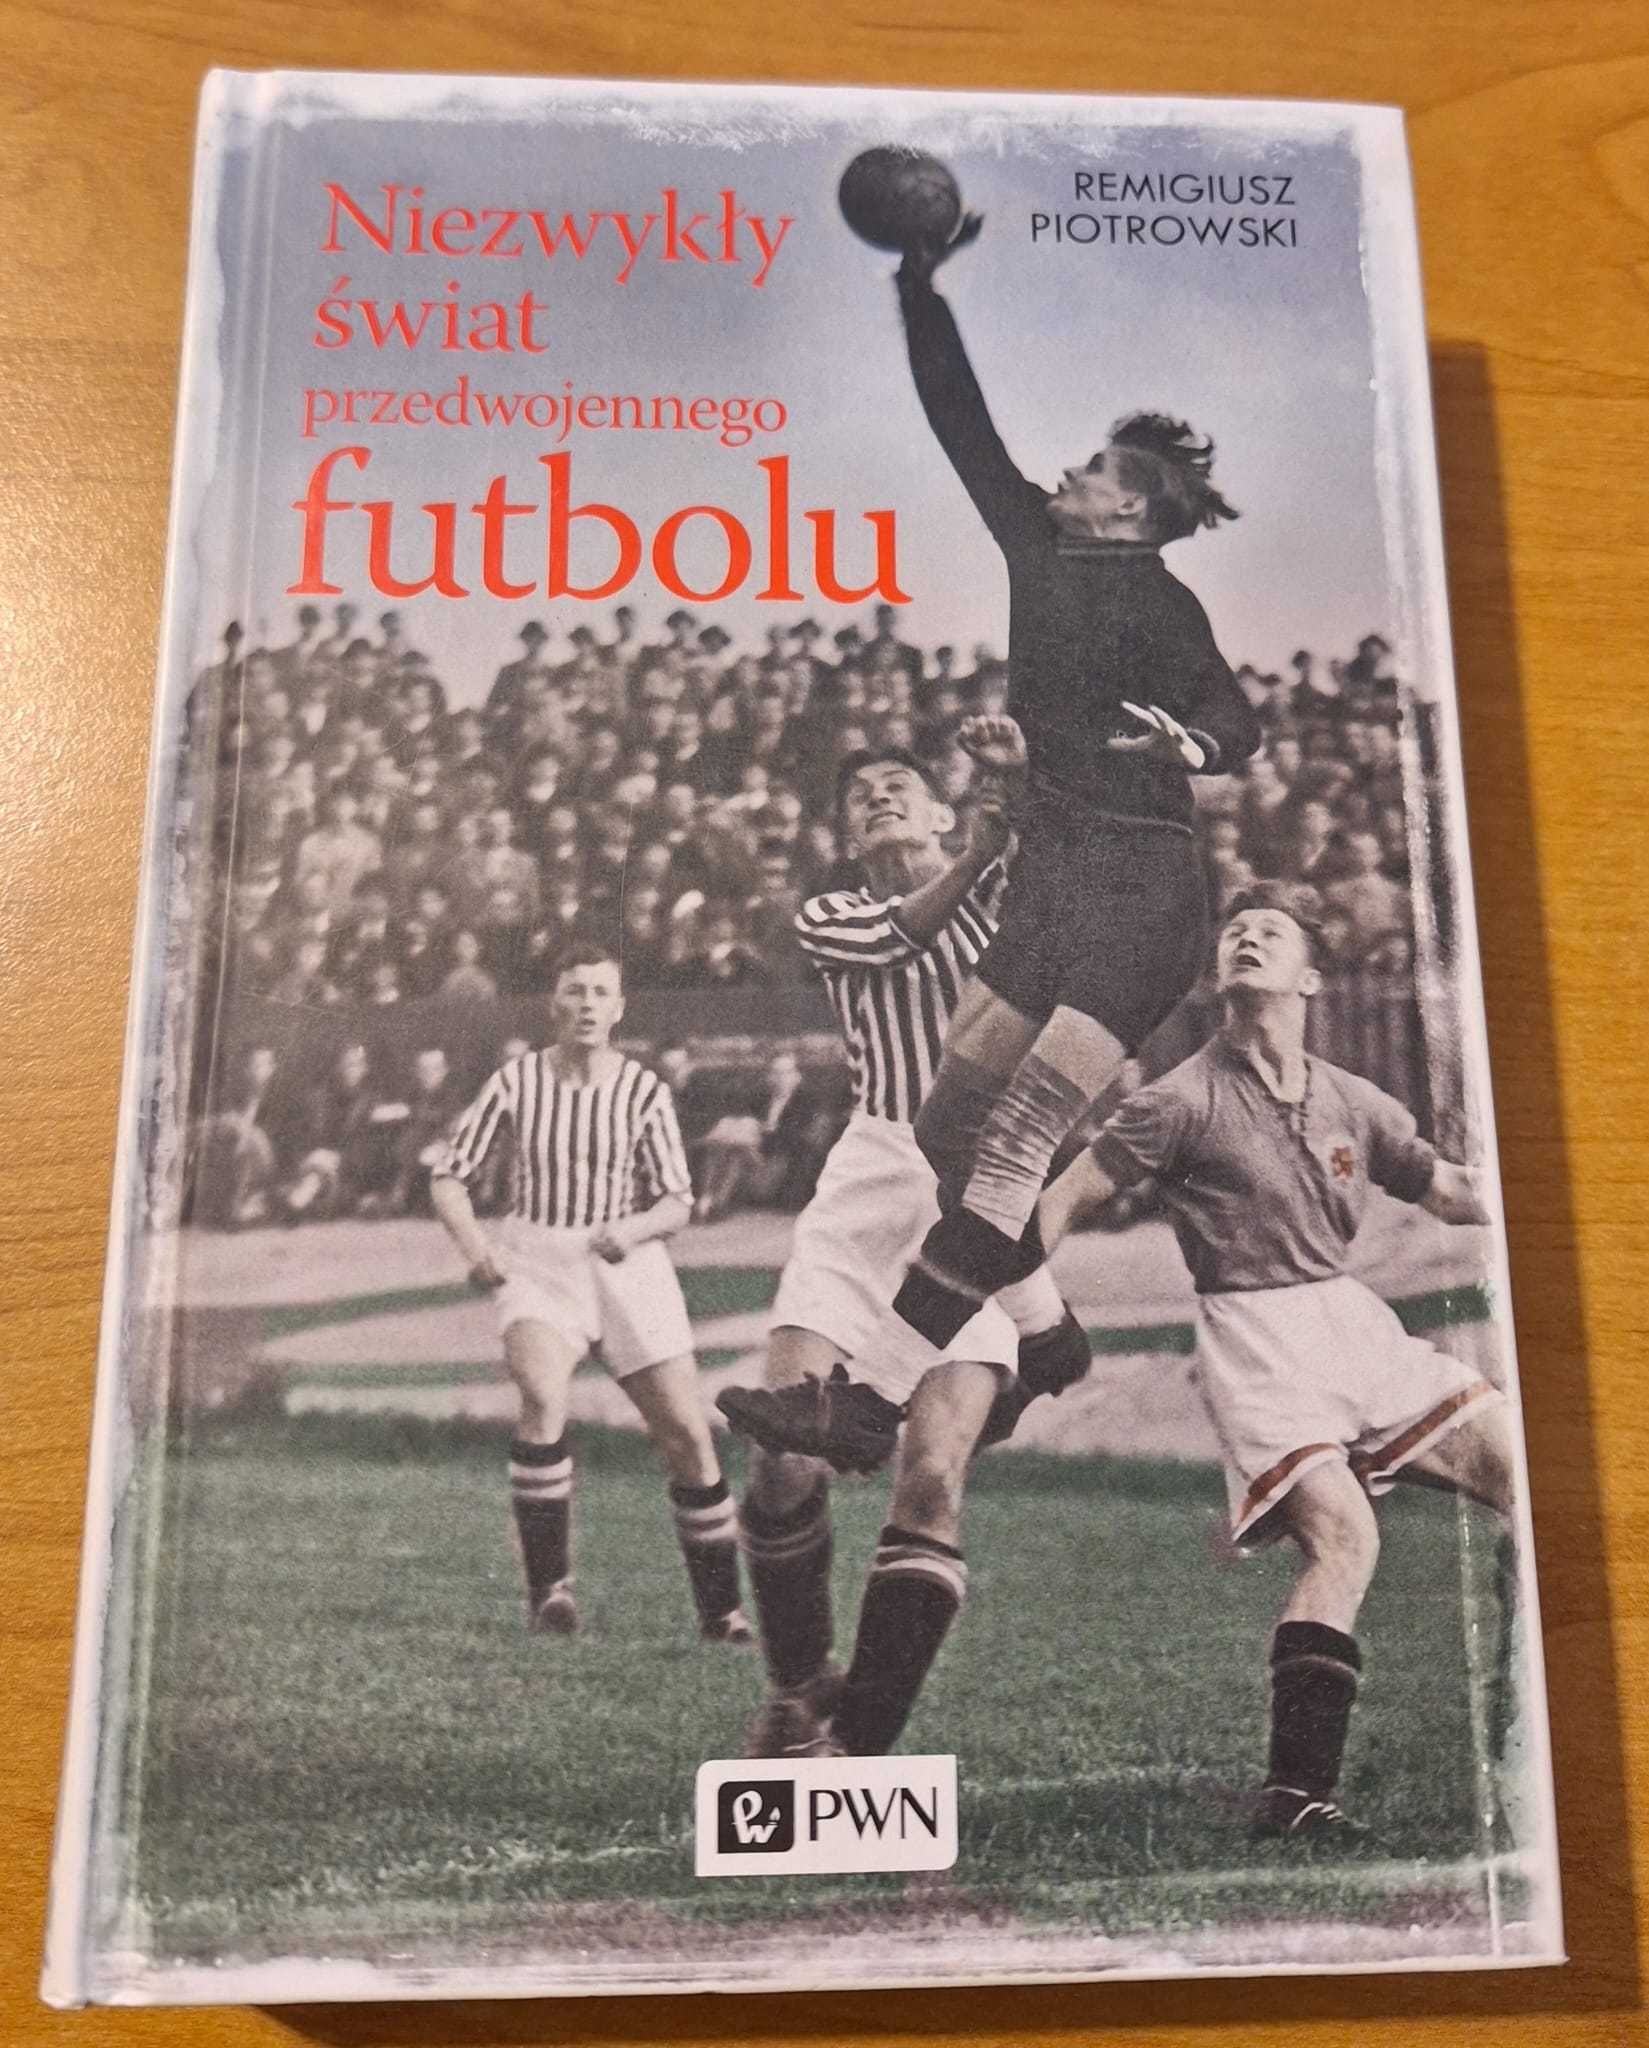 Niezwykły
świat
przedwojennego
futbolu
REMIGIUSZ
PIOTROWSKI
PWN